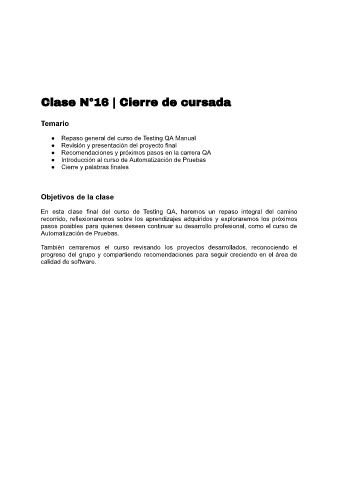 Clase N°16 | Cierre de cursada
Temario
● Repaso general del curso de Testing QA Manual
● Revisión y presentación del proyecto final
● Recomendaciones y próximos pasos en la carrera QA
● Introducción al curso de Automatización de Pruebas
● Cierre y palabras finales
Objetivos de la clase
En esta clase final del curso de Testing QA, haremos un repaso integral del camino
recorrido, reflexionaremos sobre los aprendizajes adquiridos y exploraremos los próximos
pasos posibles para quienes deseen continuar su desarrollo profesional, como el curso de
Automatización de Pruebas.
También cerraremos el curso revisando los proyectos desarrollados, reconociendo el
progreso del grupo y compartiendo recomendaciones para seguir creciendo en el área de
calidad de software.